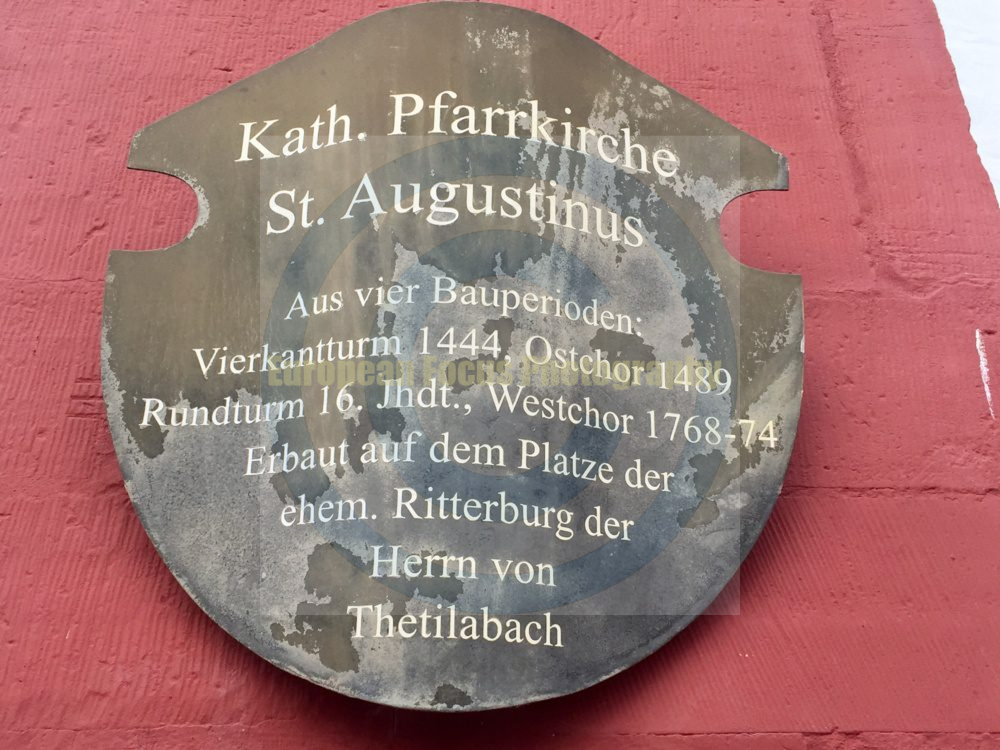 Kath. Pfarrkirche
St. Augustinus
Aus vier Bauperioden:
Vierkantturm 1444, Ostchor 1489
European Focus Photography
Rundturm 16. Jhdt., Westchor 1768-74
Erbaut auf dem Platze der
ehem. Ritterburg der
Herrn von
Thetilabach